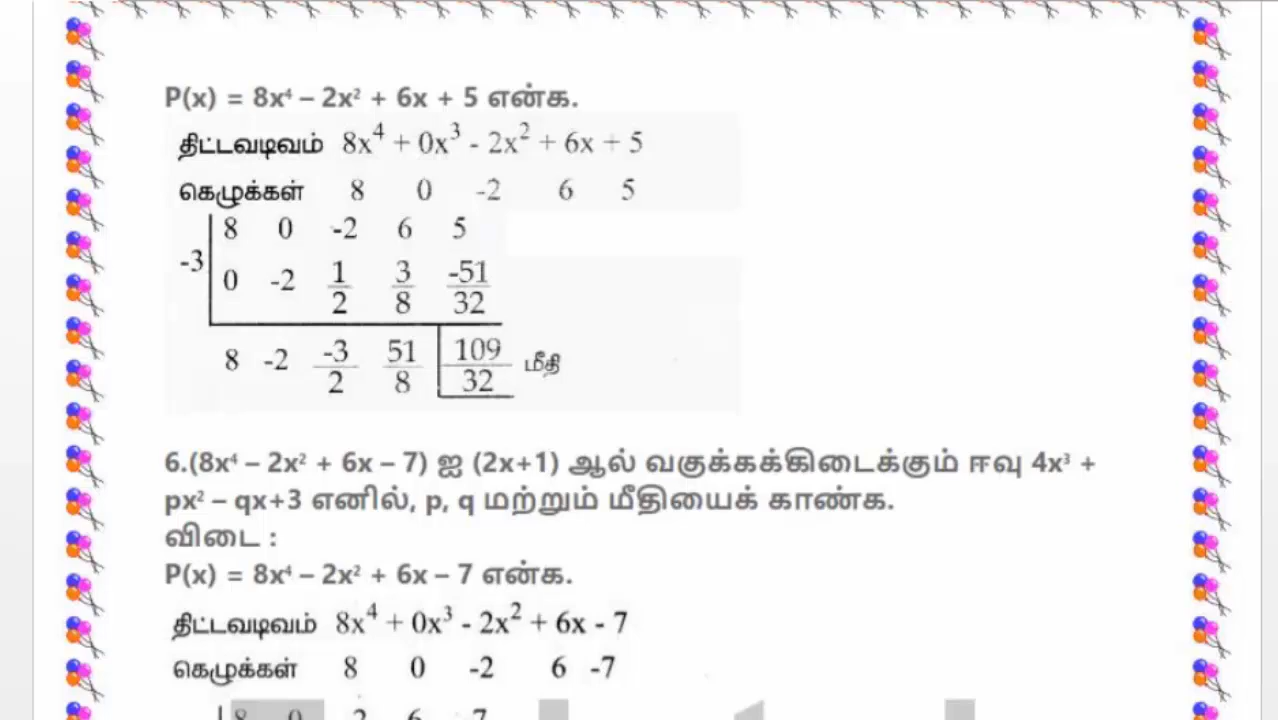 P(x) = 8x⁴ – 2x² + 6x + 5 என்க.
திட்டவடிவம் 8x⁴ + 0x³ - 2x² + 6x + 5
கெழுக்கள் 8 0 -2 6 5
8 0 -2 6 5
-3
0 -2 1/2 3/8 -51/32
8 -2 -3/2 51/8 109/32 மீதி
6.(8x⁴ – 2x² + 6x – 7) ஐ (2x+1) ஆல் வகுக்கக்கிடைக்கும் ஈவு 4x³ +
px² – qx+3 எனில், p, q மற்றும் மீதியைக் காண்க.
விடை :
P(x) = 8x⁴ – 2x² + 6x – 7 என்க.
திட்டவடிவம் 8x⁴ + 0x³ - 2x² + 6x - 7
கெழுக்கள் 8 0 -2 6 -7